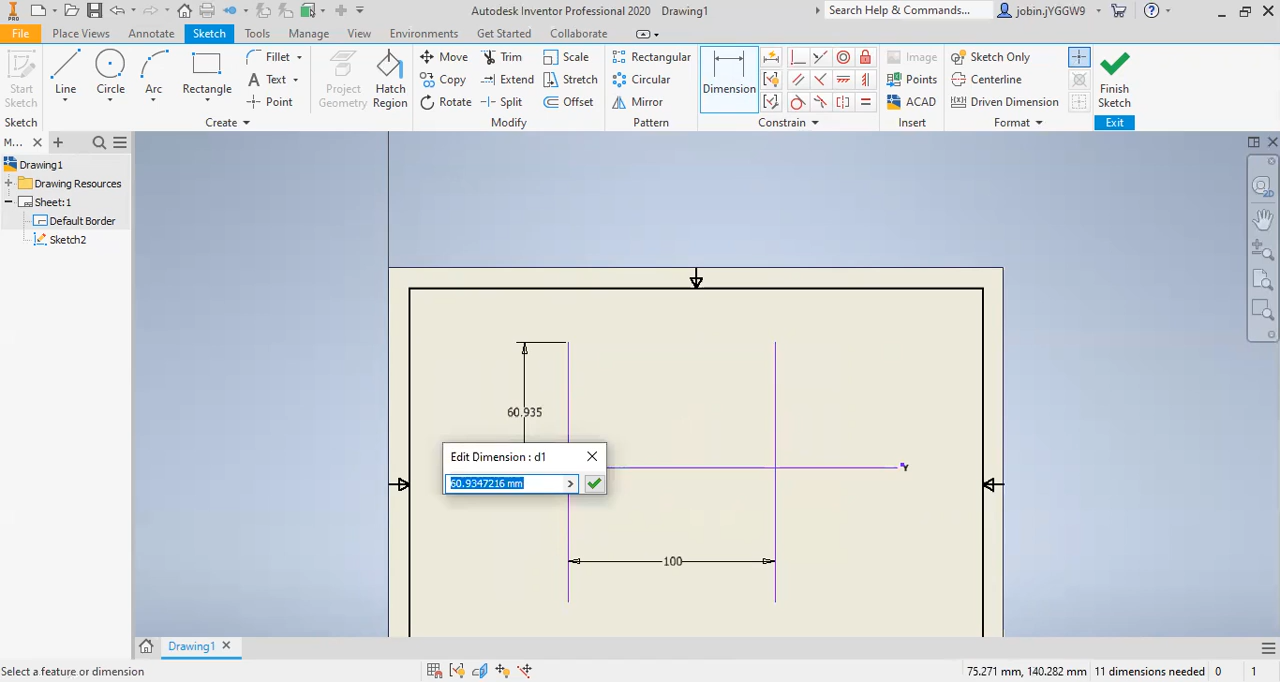 Autodesk Inventor Professional 2020 Drawing1
Search Help & Commands...
jobin.jYGGW9
PRO
File Place Views Annotate Sketch Tools Manage View Environments Get Started Collaborate
Start Sketch
Line
Circle
Arc
Rectangle
Fillet
Text
Point
Project Geometry
Hatch Region
Move
Copy
Rotate
Trim
Extend
Split
Scale
Stretch
Offset
Rectangular
Circular
Mirror
Dimension
Image
Points
ACAD
Sketch Only
Centerline
Driven Dimension
Finish Sketch
Sketch Create Modify Pattern Constrain Insert Format Exit
M...
Drawing1
Drawing Resources
Sheet:1
Default Border
Sketch2
2D
60.935
Edit Dimension : d1
60.9347216 mm
Y
100
Drawing1
Select a feature or dimension
75.271 mm, 140.282 mm 11 dimensions needed 0 1